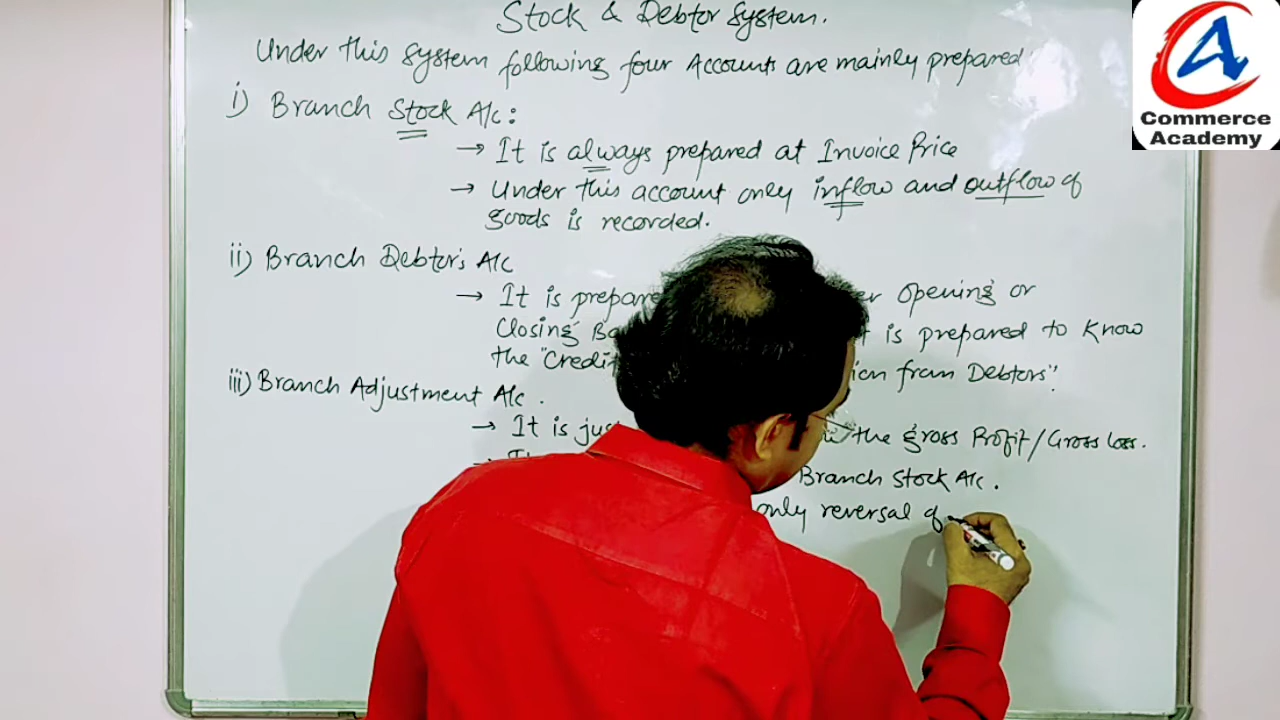 Stock & Debtor System.
Under this system following four Accounts are mainly prepared
i) Branch Stock A/c:
→ It is always prepared at Invoice Price
→ Under this account only inflow and outflow of
goods is recorded.
ii) Branch Debtor's A/c
→ It is Opening or
Closing is prepared to know
the "Credit from Debtors".
iii) Branch Adjustment A/c.
→ It is the gross Profit/Gross loss.
Branch Stock A/c.
only reversal of
A
Commerce
Academy